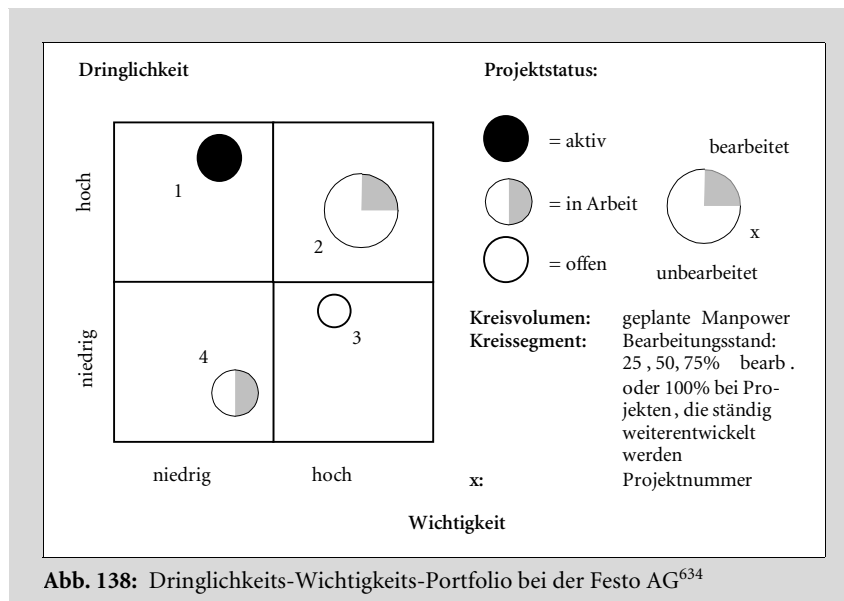 Dringlichkeit
hoch
niedrig
1
2
3
4
niedrig hoch
Wichtigkeit
Projektstatus:
= aktiv
= in Arbeit
= offen
bearbeitet
x
unbearbeitet
Kreisvolumen: geplante Manpower
Kreissegment: Bearbeitungsstand:
25 , 50, 75% bearb .
oder 100% bei Pro-
jekten , die ständig
weiterentwickelt
werden
x: Projektnummer
Abb. 138: Dringlichkeits-Wichtigkeits-Portfolio bei der Festo AG634